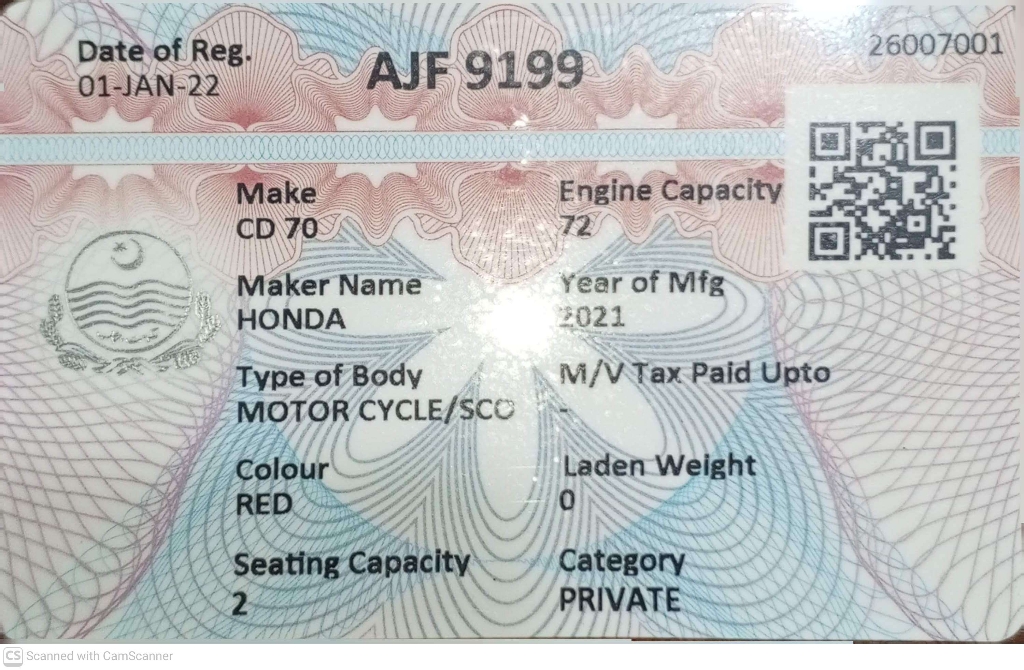 Date of Reg.
01-JAN-22
AJF 9199
26007001
Make
CD 70
Engine Capacity
72
Maker Name
HONDA
Year of Mfg
2021
Type of Body
MOTOR CYCLE/SCO
M/V Tax Paid Upto
-
Colour
RED
Laden Weight
0
Seating Capacity
2
Category
PRIVATE
CS Scanned with CamScanner